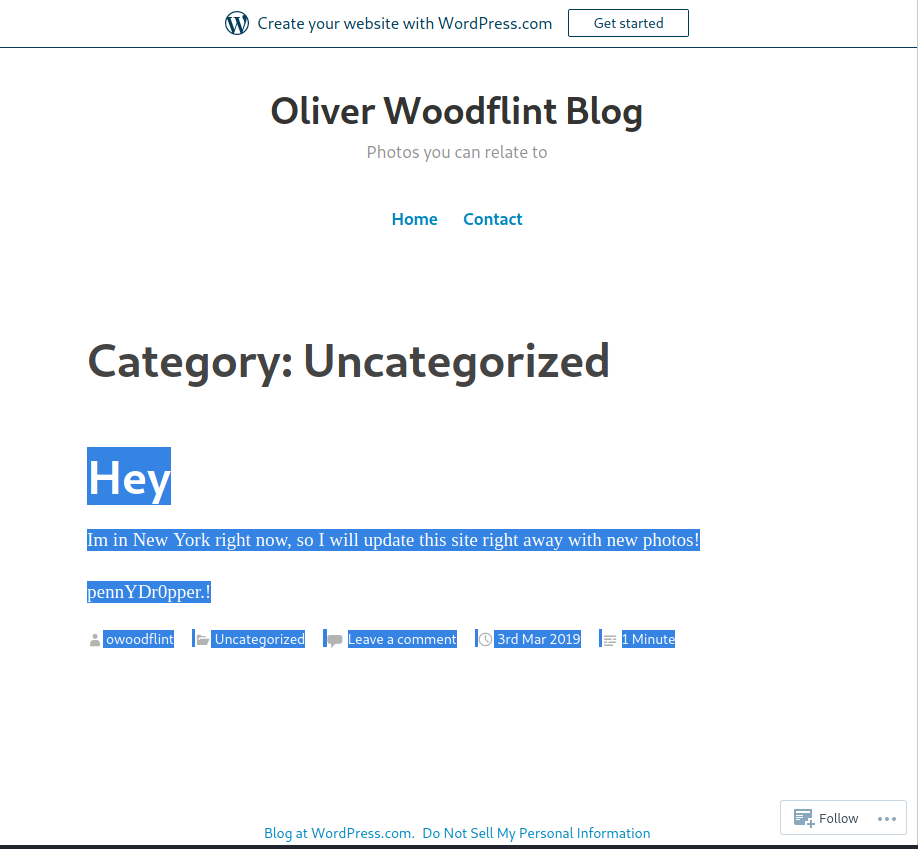 Create your website with WordPress.com Get started
Oliver Woodflint Blog
Photos you can relate to
Home Contact
Category: Uncategorized
Hey
Im in New York right now, so I will update this site right away with new photos!
pennYDr0pper.!
owoodflint Uncategorized Leave a comment 3rd Mar 2019 1 Minute
Follow
Blog at WordPress.com. Do Not Sell My Personal Information